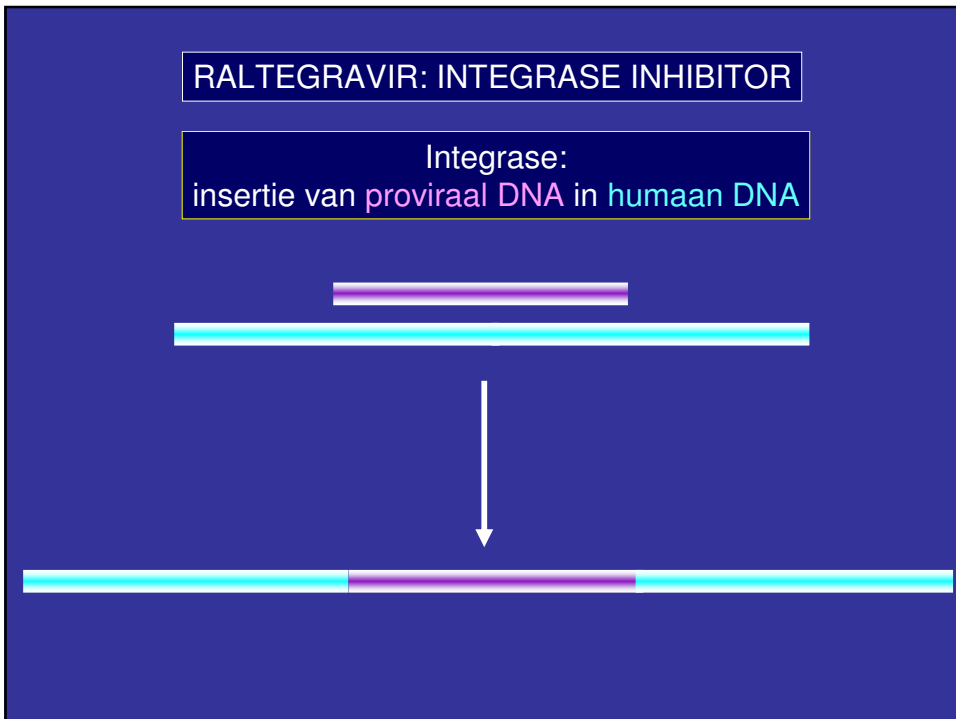 RALTEGRAVIR: INTEGRASE INHIBITOR
Integrase:
insertie van proviraal DNA in humaan DNA